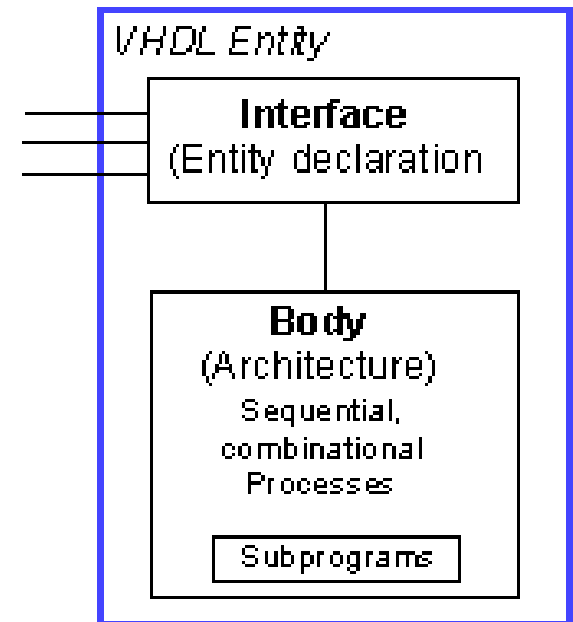 VHDL Entity
Interface
(Entity declaration
Body
(Architecture)
Sequential,
combinational
Processes
Subprograms